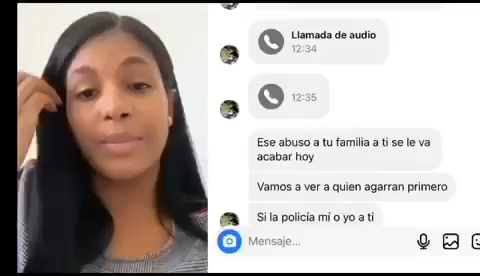 Llamada de audio
12:34
12:35
Ese abuso a tu familia a ti se le va
acabar hoy
Vamos a ver a quien agarran primero
Si la policía mí o yo a ti
Mensaje...